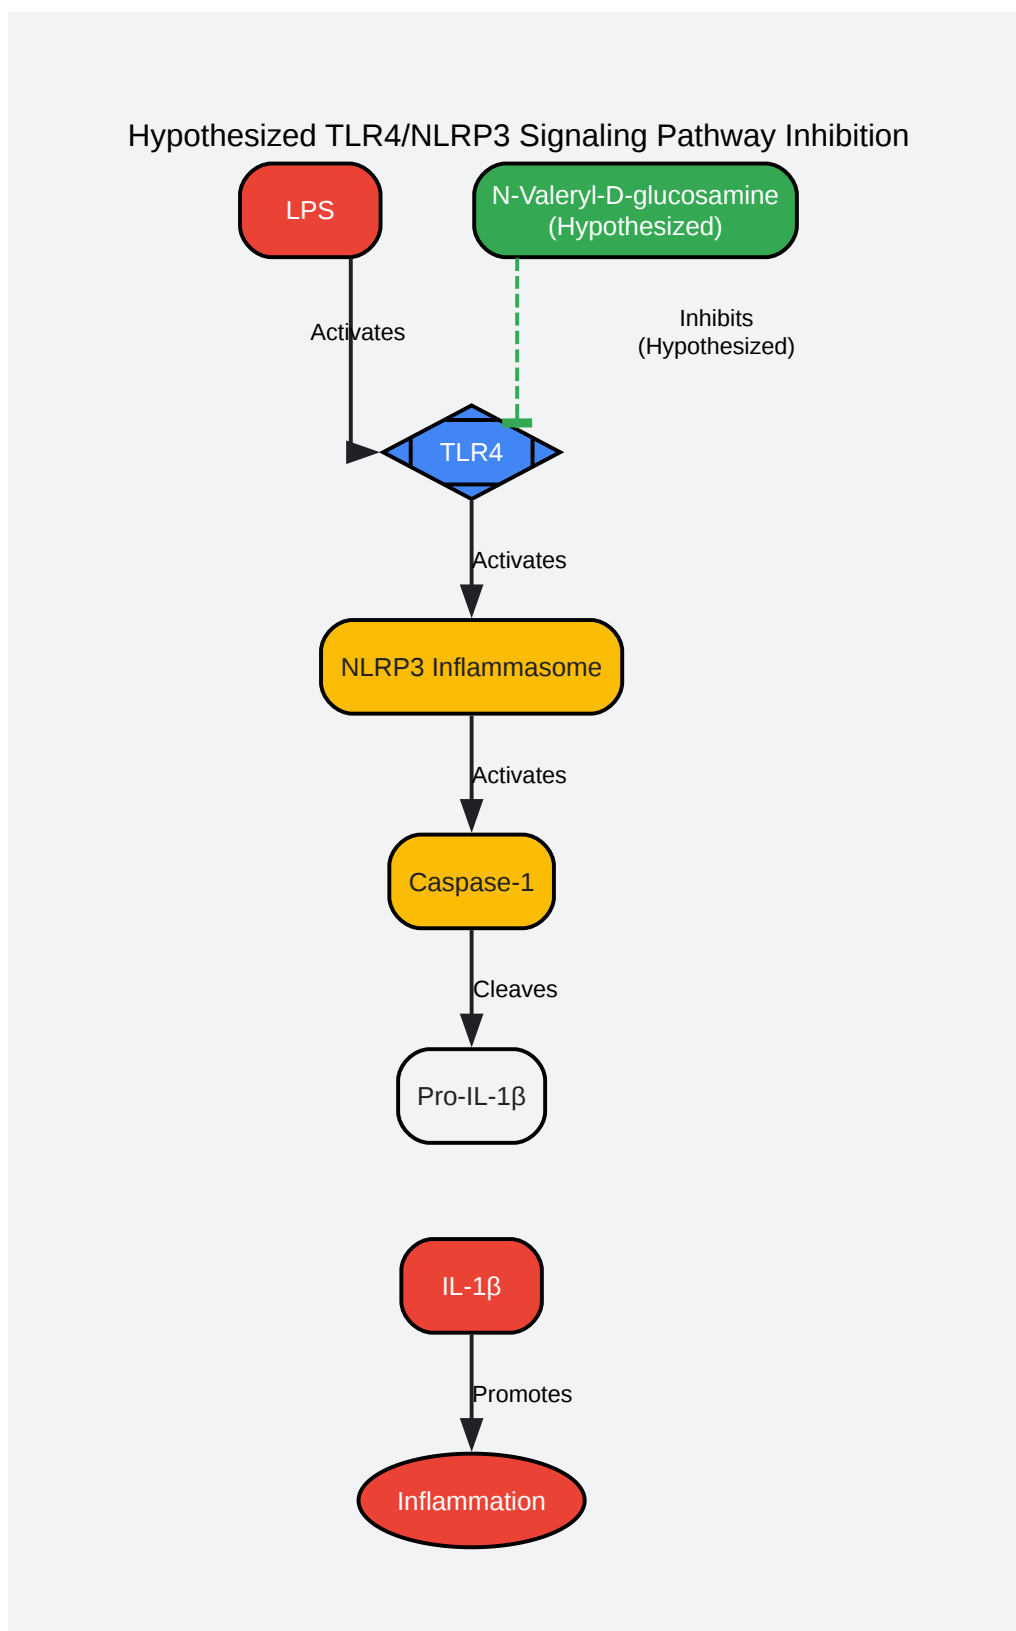 Hypothesized TLR4/NLRP3 Signaling Pathway Inhibition
LPS
N-Valeryl-D-glucosamine
(Hypothesized)
Activates
Inhibits
(Hypothesized)
TLR4
Activates
NLRP3 Inflammasome
Activates
Caspase-1
Cleaves
Pro-IL-1β
IL-1β
Promotes
Inflammation